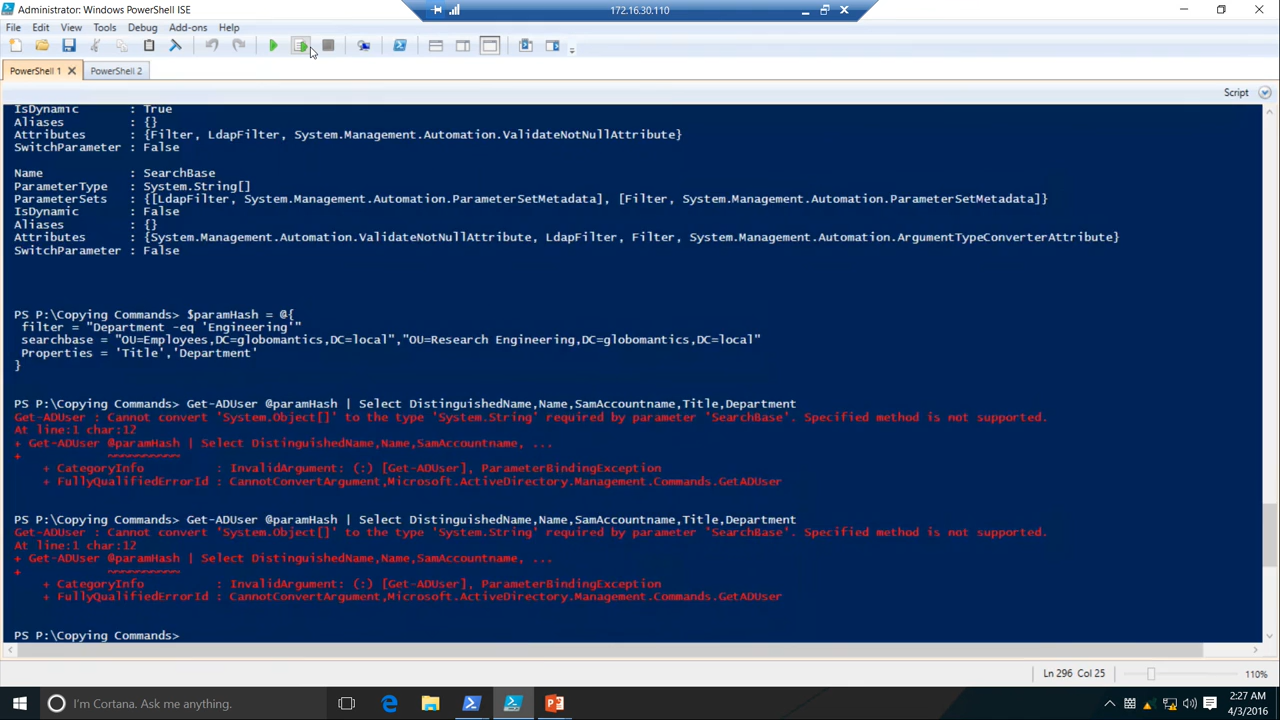 Administrator: Windows PowerShell ISE
172.16.30.110
File Edit View Tools Debug Add-ons Help
PowerShell 1 PowerShell 2
Script
IsDynamic : True
Aliases : {}
Attributes : {Filter, LdapFilter, System.Management.Automation.ValidateNotNullAttribute}
SwitchParameter : False
Name : SearchBase
ParameterType : System.String[]
ParameterSets : {[LdapFilter, System.Management.Automation.ParameterSetMetadata], [Filter, System.Management.Automation.ParameterSetMetadata]}
IsDynamic : False
Aliases : {}
Attributes : {System.Management.Automation.ValidateNotNullAttribute, LdapFilter, Filter, System.Management.Automation.ArgumentTypeConverterAttribute}
SwitchParameter : False
PS P:\Copying Commands> $paramHash = @{
filter = "Department -eq 'Engineering'"
searchbase = "OU=Employees,DC=globomantics,DC=local","OU=Research Engineering,DC=globomantics,DC=local"
Properties = 'Title','Department'
}
PS P:\Copying Commands> Get-ADUser @paramHash | Select DistinguishedName,Name,SamAccountname,Title,Department
Get-ADUser : Cannot convert 'System.Object[]' to the type 'System.String' required by parameter 'SearchBase'. Specified method is not supported.
At line:1 char:12
+ Get-ADUser @paramHash | Select DistinguishedName,Name,SamAccountname, ...
+ ~~~~~~~~~~
+ CategoryInfo : InvalidArgument: (:) [Get-ADUser], ParameterBindingException
+ FullyQualifiedErrorId : CannotConvertArgument,Microsoft.ActiveDirectory.Management.Commands.GetADUser
PS P:\Copying Commands> Get-ADUser @paramHash | Select DistinguishedName,Name,SamAccountname,Title,Department
Get-ADUser : Cannot convert 'System.Object[]' to the type 'System.String' required by parameter 'SearchBase'. Specified method is not supported.
At line:1 char:12
+ Get-ADUser @paramHash | Select DistinguishedName,Name,SamAccountname, ...
+ ~~~~~~~~~~
+ CategoryInfo : InvalidArgument: (:) [Get-ADUser], ParameterBindingException
+ FullyQualifiedErrorId : CannotConvertArgument,Microsoft.ActiveDirectory.Management.Commands.GetADUser
PS P:\Copying Commands>
Ln 296 Col 25 110%
I'm Cortana. Ask me anything.
2:27 AM
4/3/2016